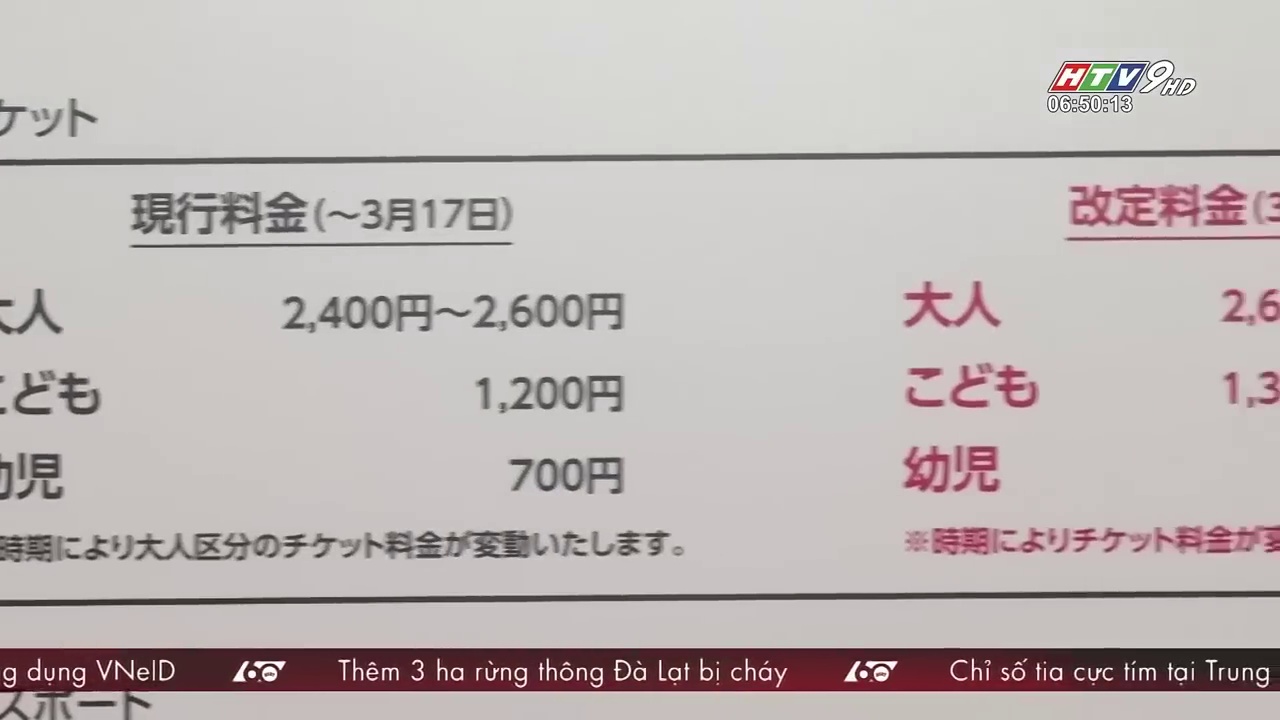 HTV9HD
06:50:13
ケット
現行料金(～3月17日)
改定料金(3
大人 2,400円～2,600円
大人 2,6
こども 1,200円
こども 1,3
幼児 700円
幼児
時期により大人区分のチケット料金が変動いたします。
※時期によりチケット料金が変
g dụng VNeID
60
Thêm 3 ha rừng thông Đà Lạt bị cháy
60
Chỉ số tia cực tím tại Trung
スポート